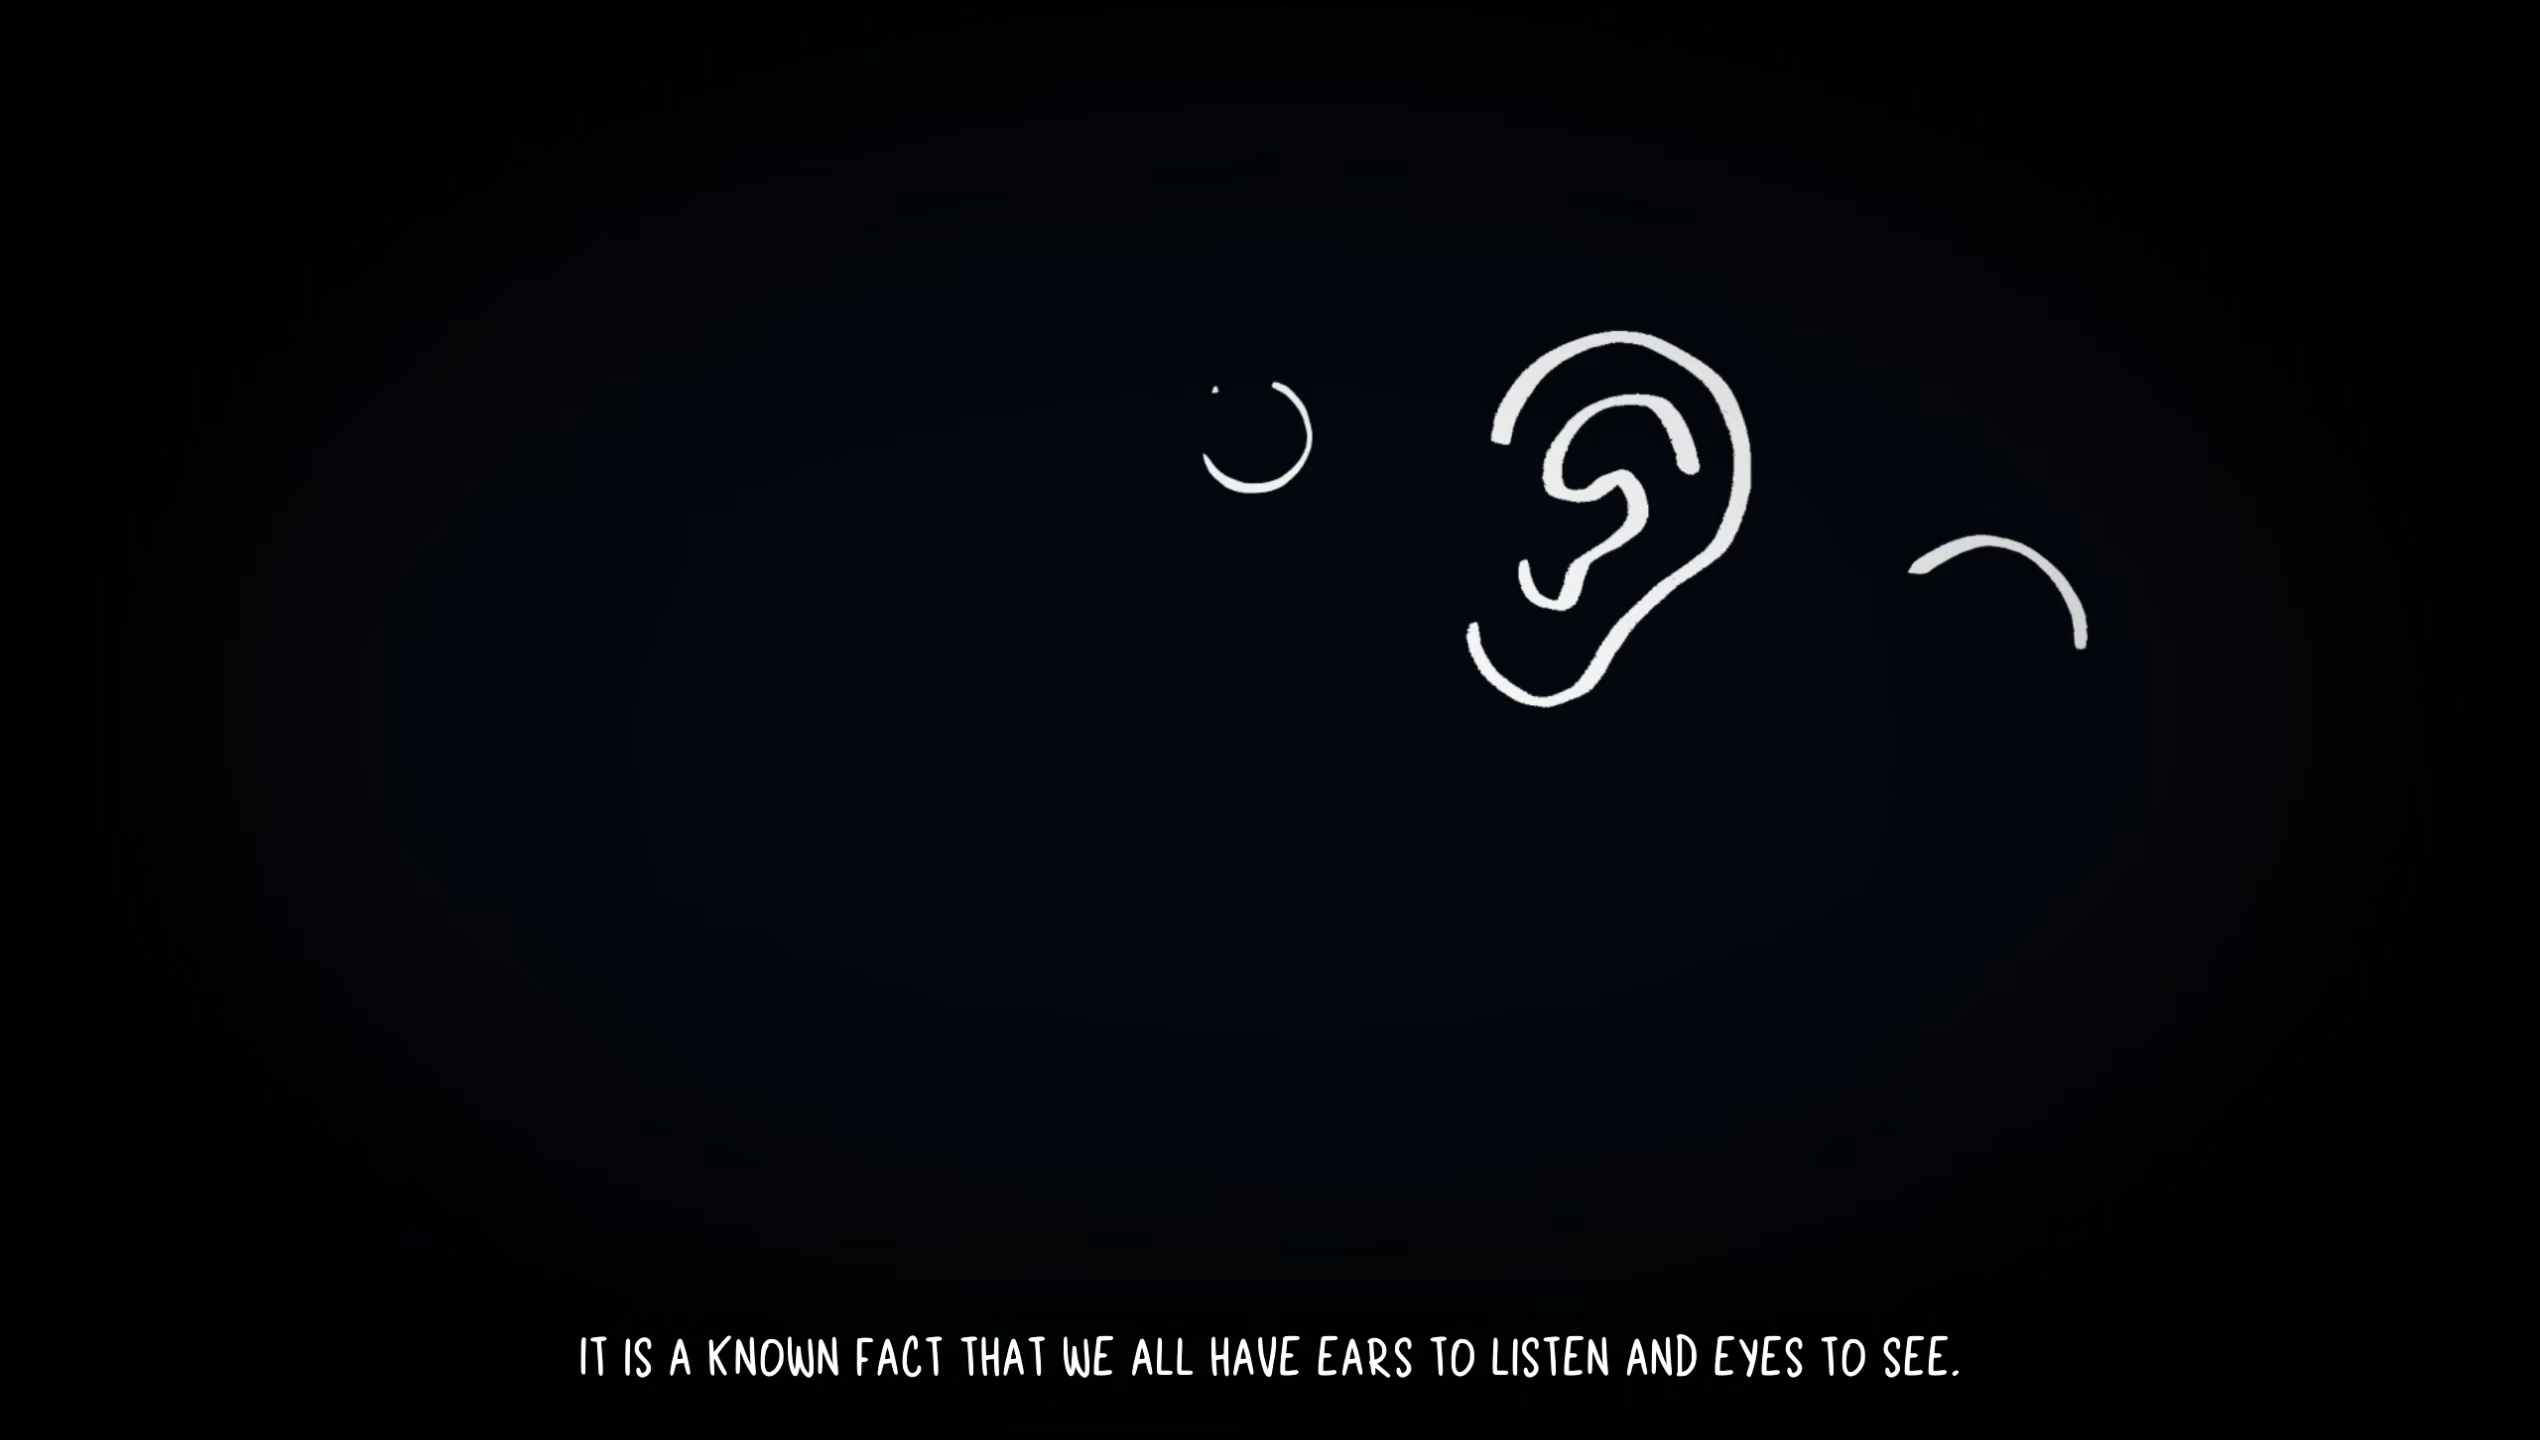 IT IS A KNOWN FACT THAT WE ALL HAVE EARS TO LISTEN AND EYES TO SEE.